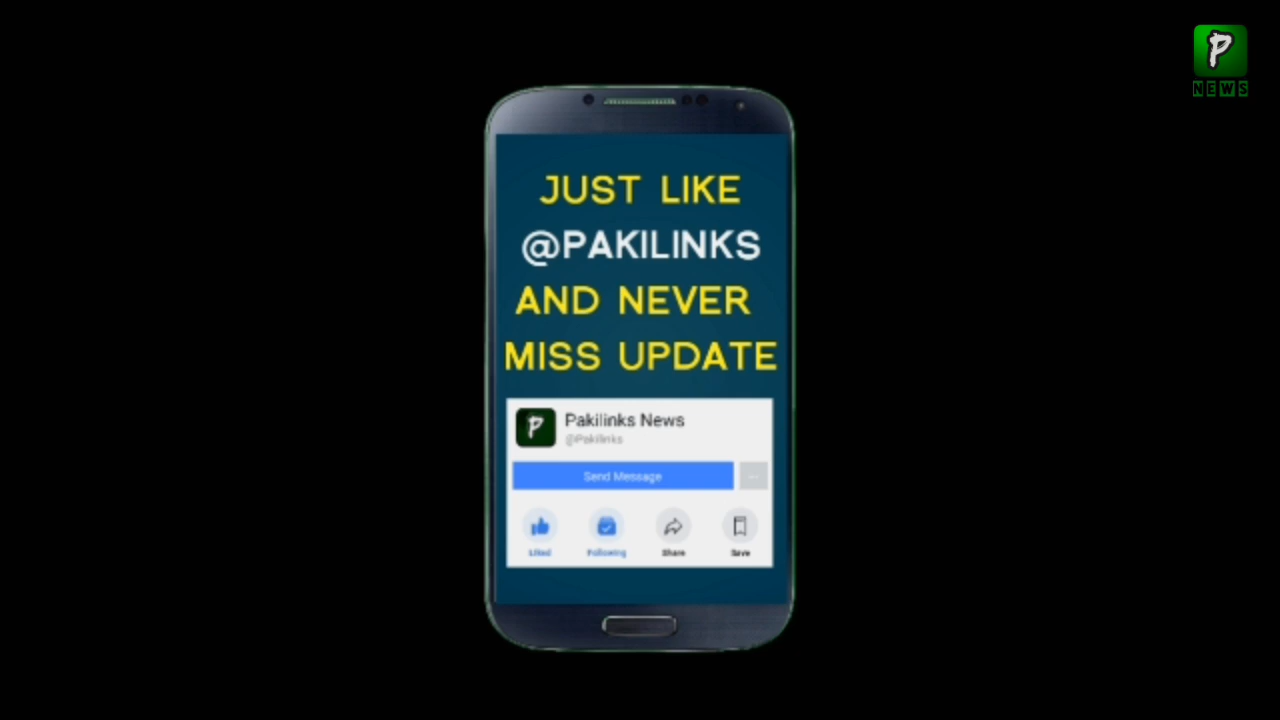 P
NEWS
JUST LIKE
@PAKILINKS
AND NEVER
MISS UPDATE
P
Pakilinks News
@Pakilinks
Send Message
...
Liked Following Share Save